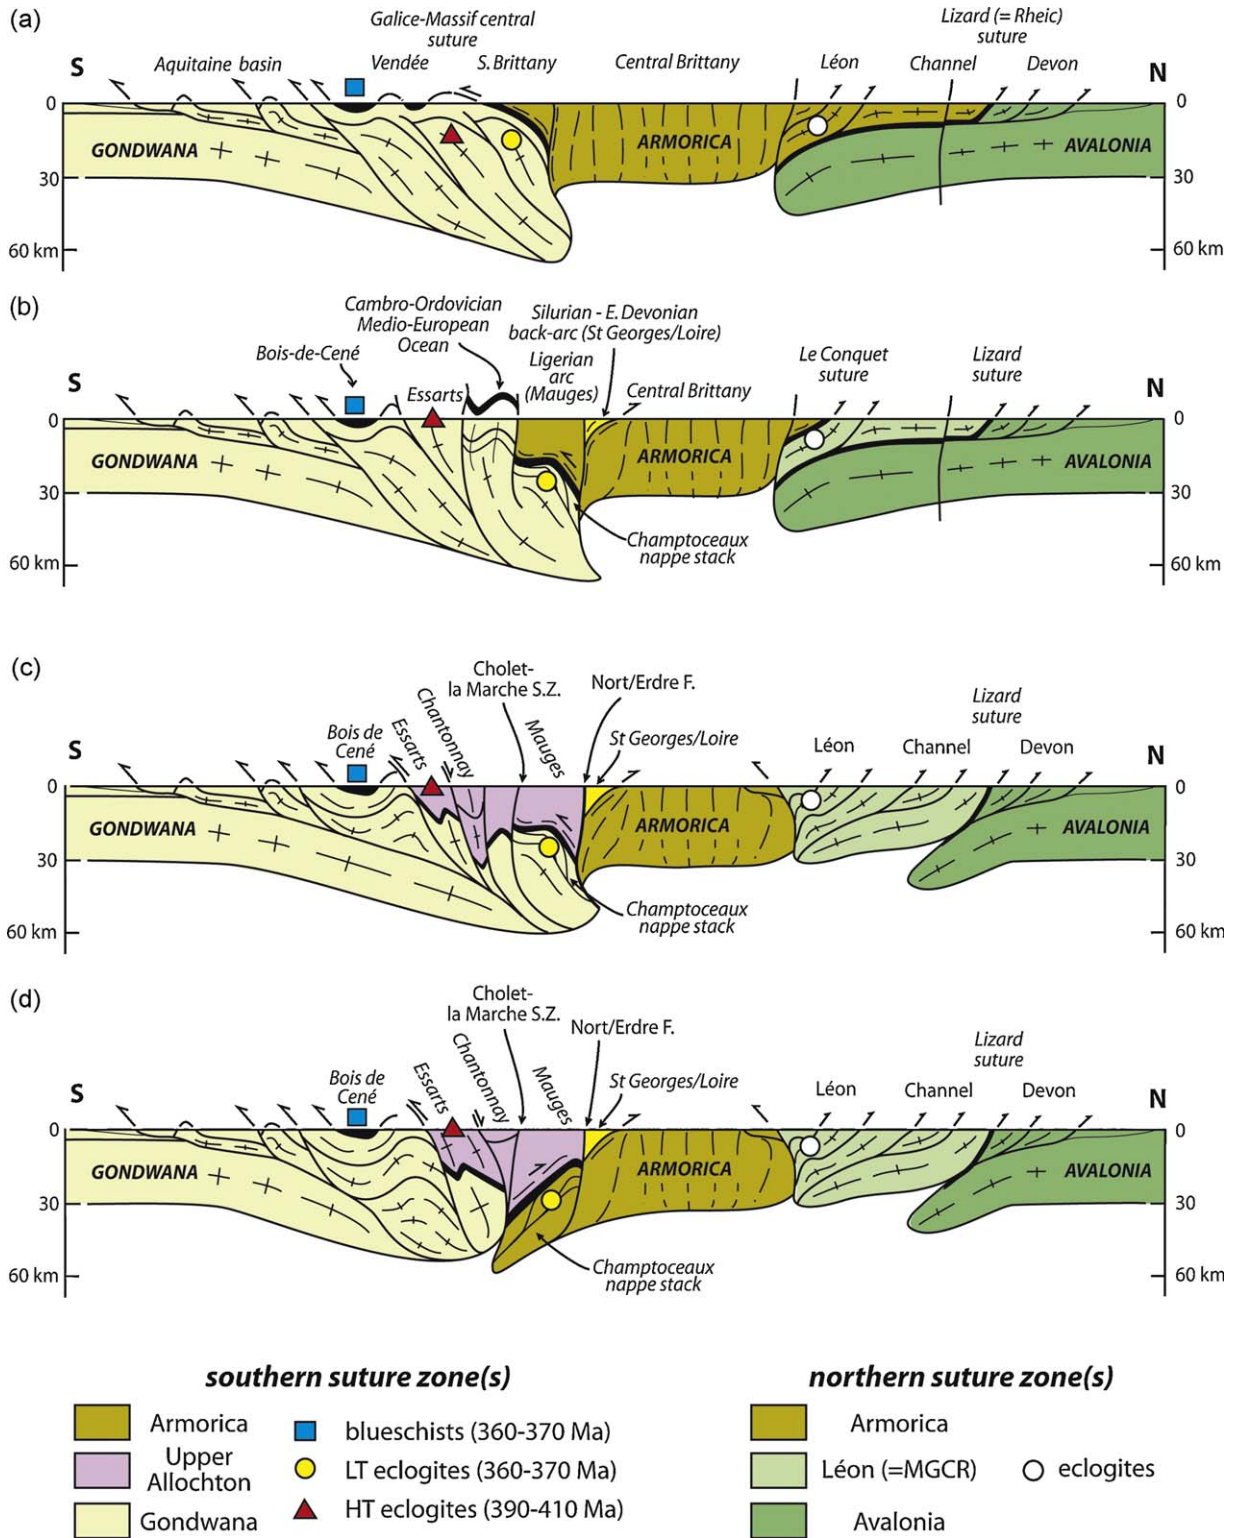 (a)
Galice-Massif central
suture
Lizard (= Rheic)
suture
S
Aquitaine basin
Vendée
S. Brittany
Central Brittany
Léon
Channel
Devon
N
0
0
GONDWANA
ARMORICA
AVALONIA
30
30
60 km
60 km
(b)
Cambro-Ordovician
Medio-European
Ocean
Silurian - E. Devonian
back-arc (St Georges/Loire)
S
Bois-de-Cené
Essarts
Ligerian
arc
(Mauges)
Central Brittany
Le Conquet
suture
Lizard
suture
N
0
0
GONDWANA
ARMORICA
AVALONIA
30
30
Champtoceaux
nappe stack
60 km
60 km
(c)
Cholet-
la Marche S.Z.
Nort/Erdre F.
S
Bois de
Cené
Essarts
Chantonnay
Mauges
St Georges/Loire
Léon
Channel
Lizard
suture
Devon
N
0
0
GONDWANA
ARMORICA
AVALONIA
30
30
Champtoceaux
nappe stack
60 km
60 km
(d)
Cholet-
la Marche S.Z.
Nort/Erdre F.
S
Bois de
Cené
Essarts
Chantonnay
Mauges
St Georges/Loire
Léon
Channel
Lizard
suture
Devon
N
0
0
GONDWANA
ARMORICA
AVALONIA
30
30
Champtoceaux
nappe stack
60 km
60 km
southern suture zone(s)
Armorica
Upper
Allochton
Gondwana
blueschists (360-370 Ma)
LT eclogites (360-370 Ma)
HT eclogites (390-410 Ma)
northern suture zone(s)
Armorica
Léon (=MGCR)
eclogites
Avalonia